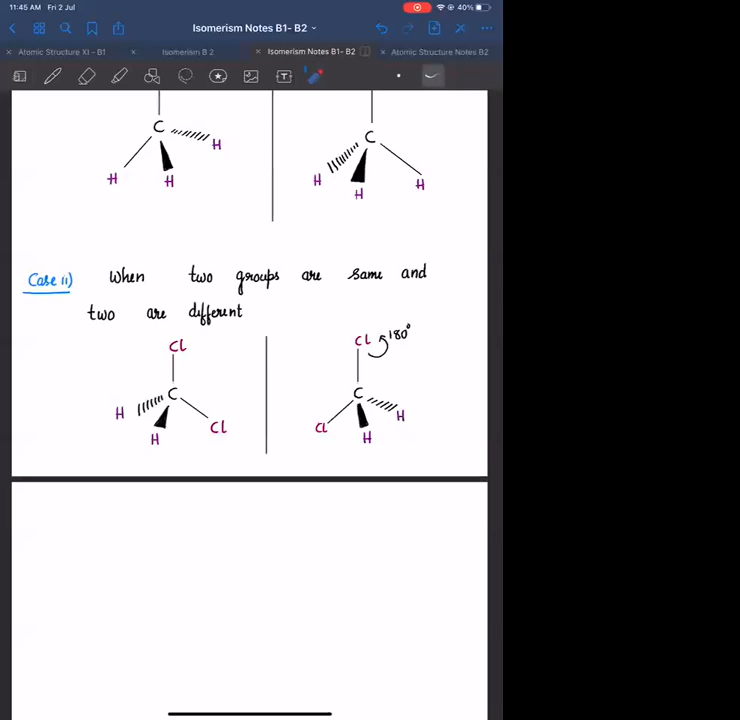 11:45 AM Fri 2 Jul
40%
Isomerism Notes B1- B2
Atomic Structure XI - B1
Isomerism B 2
Isomerism Notes B1- B2
Atomic Structure Notes B2
C
H
H
H
C
H
H
H
Case ii) When two groups are same and
two are different
Cl
C
H
H
Cl
Cl 180°
C
Cl
H
H